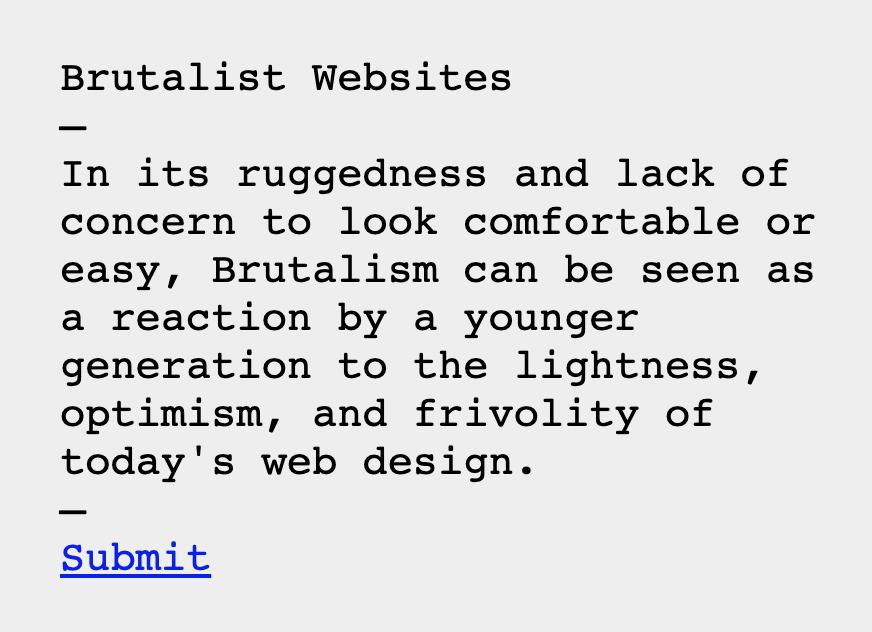 Brutalist Websites
—
In its ruggedness and lack of
concern to look comfortable or
easy, Brutalism can be seen as
a reaction by a younger
generation to the lightness,
optimism, and frivolity of
today's web design.
—
Submit